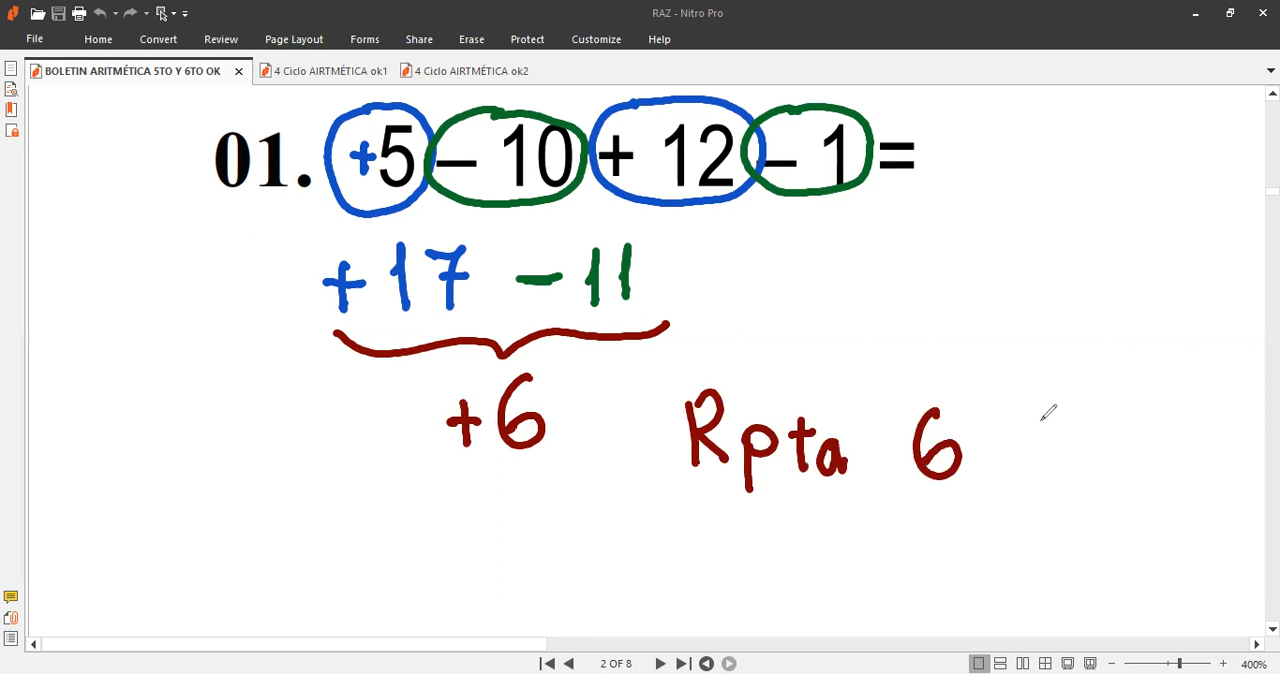 RAZ - Nitro Pro
File Home Convert Review Page Layout Forms Share Erase Protect Customize Help
BOLETIN ARITMÉTICA 5TO Y 6TO OK 4 Ciclo AIRTMÉTICA ok1 4 Ciclo AIRTMÉTICA ok2
01. +5 – 10 + 12 – 1 =
+ 17 - 11
+6
Rpta 6
2 OF 8
400%